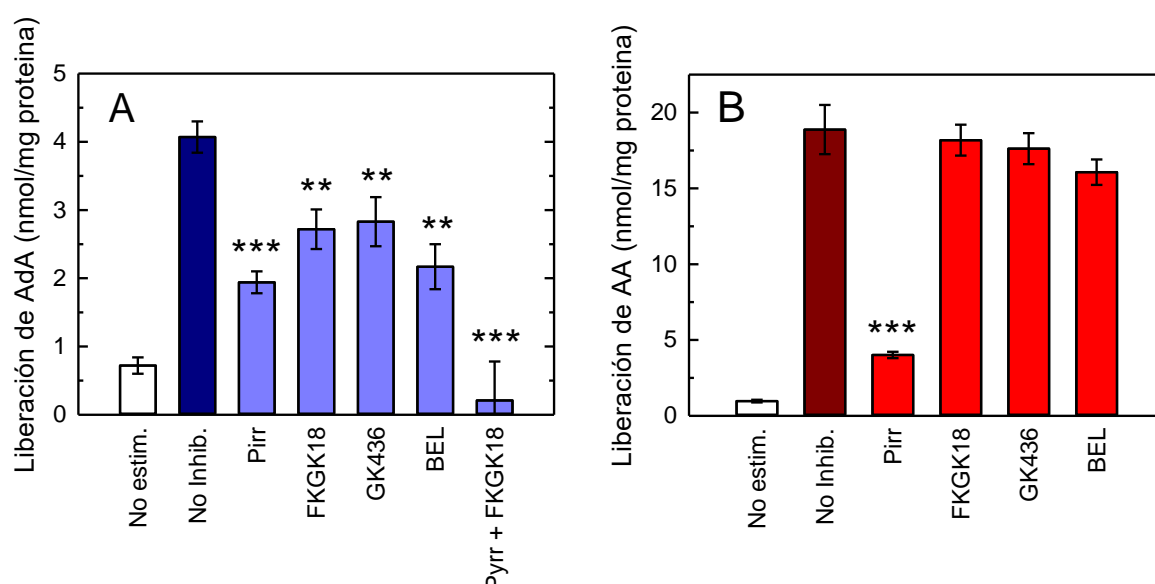 A
Liberación de AdA (nmol/mg proteina)
5
4
3
2
1
0
***
**
**
**
***
No estim.
No Inhib.
Pirr
FKGK18
GK436
BEL
Pyrr + FKGK18
B
Liberación de AA (nmol/mg proteina)
20
15
10
5
0
***
No estim.
No Inhib.
Pirr
FKGK18
GK436
BEL